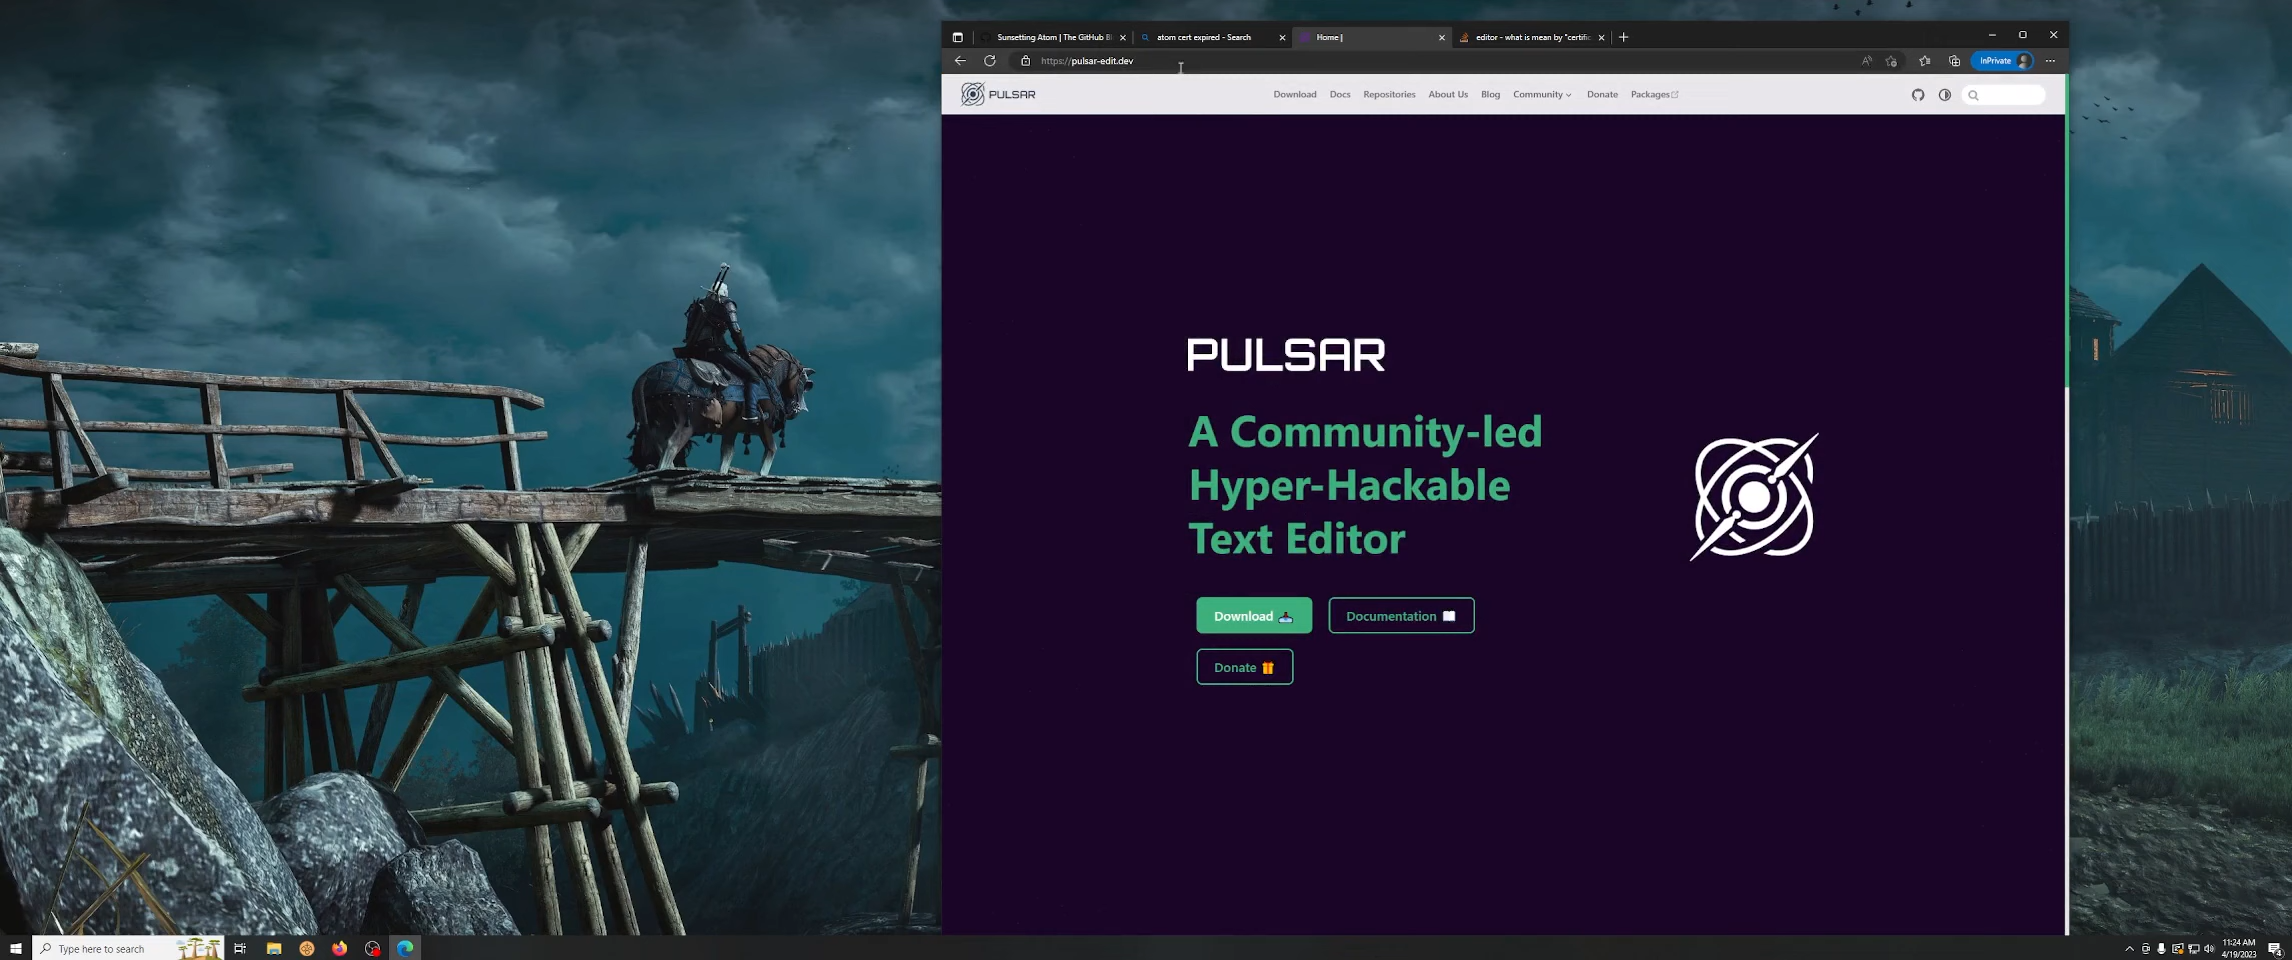 Sunsetting Atom | The GitHub Bl
atom cert expired - Search
Home |
editor - what is mean by "certific
https://pulsar-edit.dev
InPrivate
PULSAR
Download
Docs
Repositories
About Us
Blog
Community
Donate
Packages
PULSAR
A Community-led
Hyper-Hackable
Text Editor
Download
Documentation
Donate
Type here to search
11:24 AM
4/19/2023